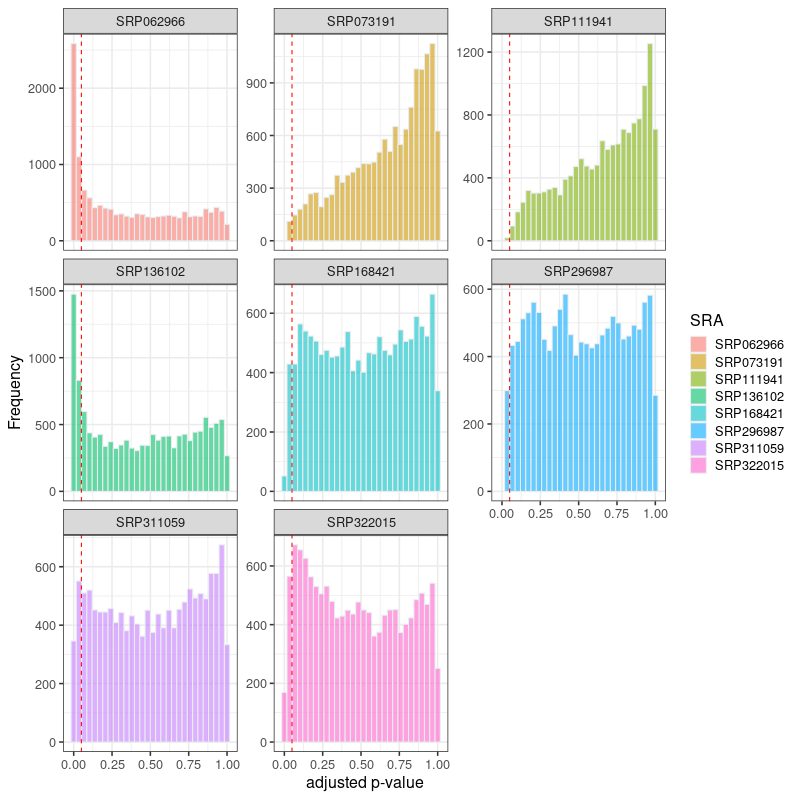 SRP062966 SRP073191 SRP111941
2000
1000
0
900
600
300
0
1200
800
400
0
SRP136102 SRP168421 SRP296987
1500
1000
500
0
600
400
200
0
600
400
200
0
0.00 0.25 0.50 0.75 1.00
SRP311059 SRP322015
600
400
200
0
600
400
200
0
0.00 0.25 0.50 0.75 1.00
0.00 0.25 0.50 0.75 1.00
Frequency
adjusted p-value
SRA
SRP062966
SRP073191
SRP111941
SRP136102
SRP168421
SRP296987
SRP311059
SRP322015